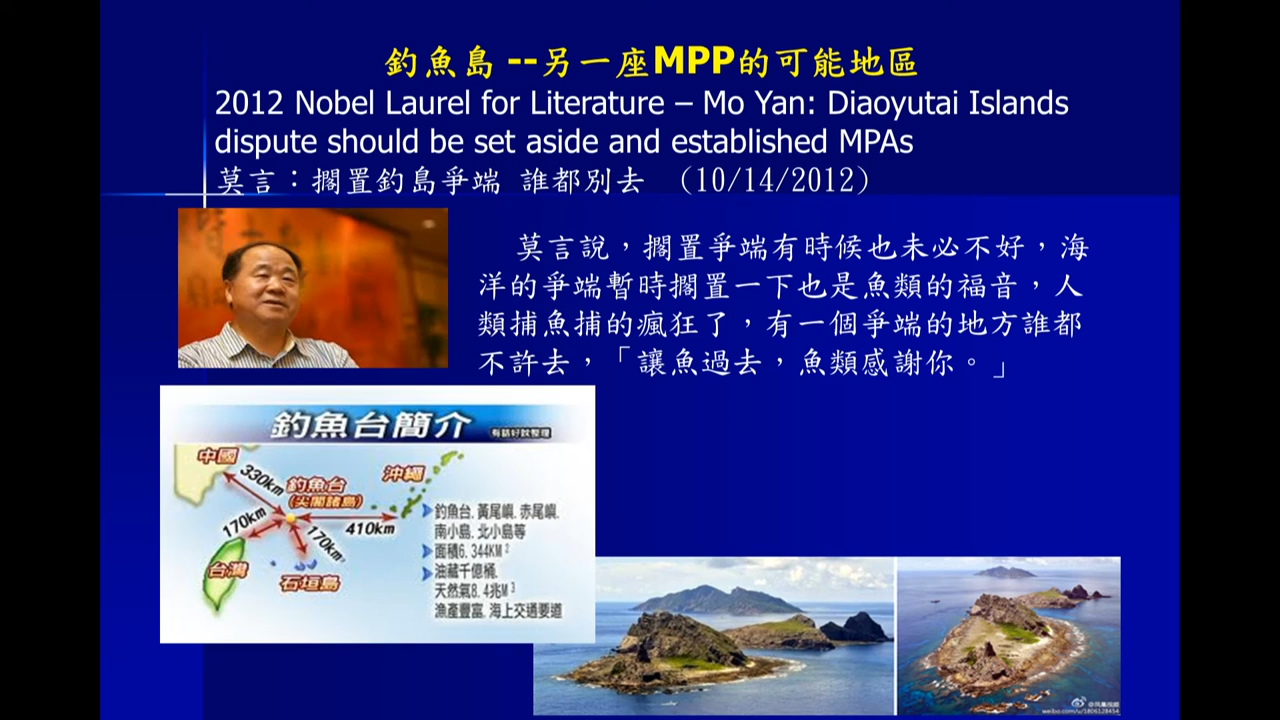 釣魚島 --另一座MPP的可能地區
2012 Nobel Laurel for Literature – Mo Yan: Diaoyutai Islands
dispute should be set aside and established MPAs
莫言：擱置釣島爭端 誰都別去 （10/14/2012）
莫言說，擱置爭端有時候也未必不好，海
洋的爭端暫時擱置一下也是魚類的福音，人
類捕魚捕的瘋狂了，有一個爭端的地方誰都
不許去，「讓魚過去，魚類感謝你。」
釣魚台簡介 有話好說整理
中國
330km
釣魚台
(尖閣諸島)
沖繩
170km
410km
170km
台灣
石垣島
釣魚台.黃尾嶼.赤尾嶼.
南小島.北小島等
面積6.344KM²
油藏千億桶.
天然氣8.4兆M³
漁產豐富.海上交通要道
weibo.com/u/1806128454